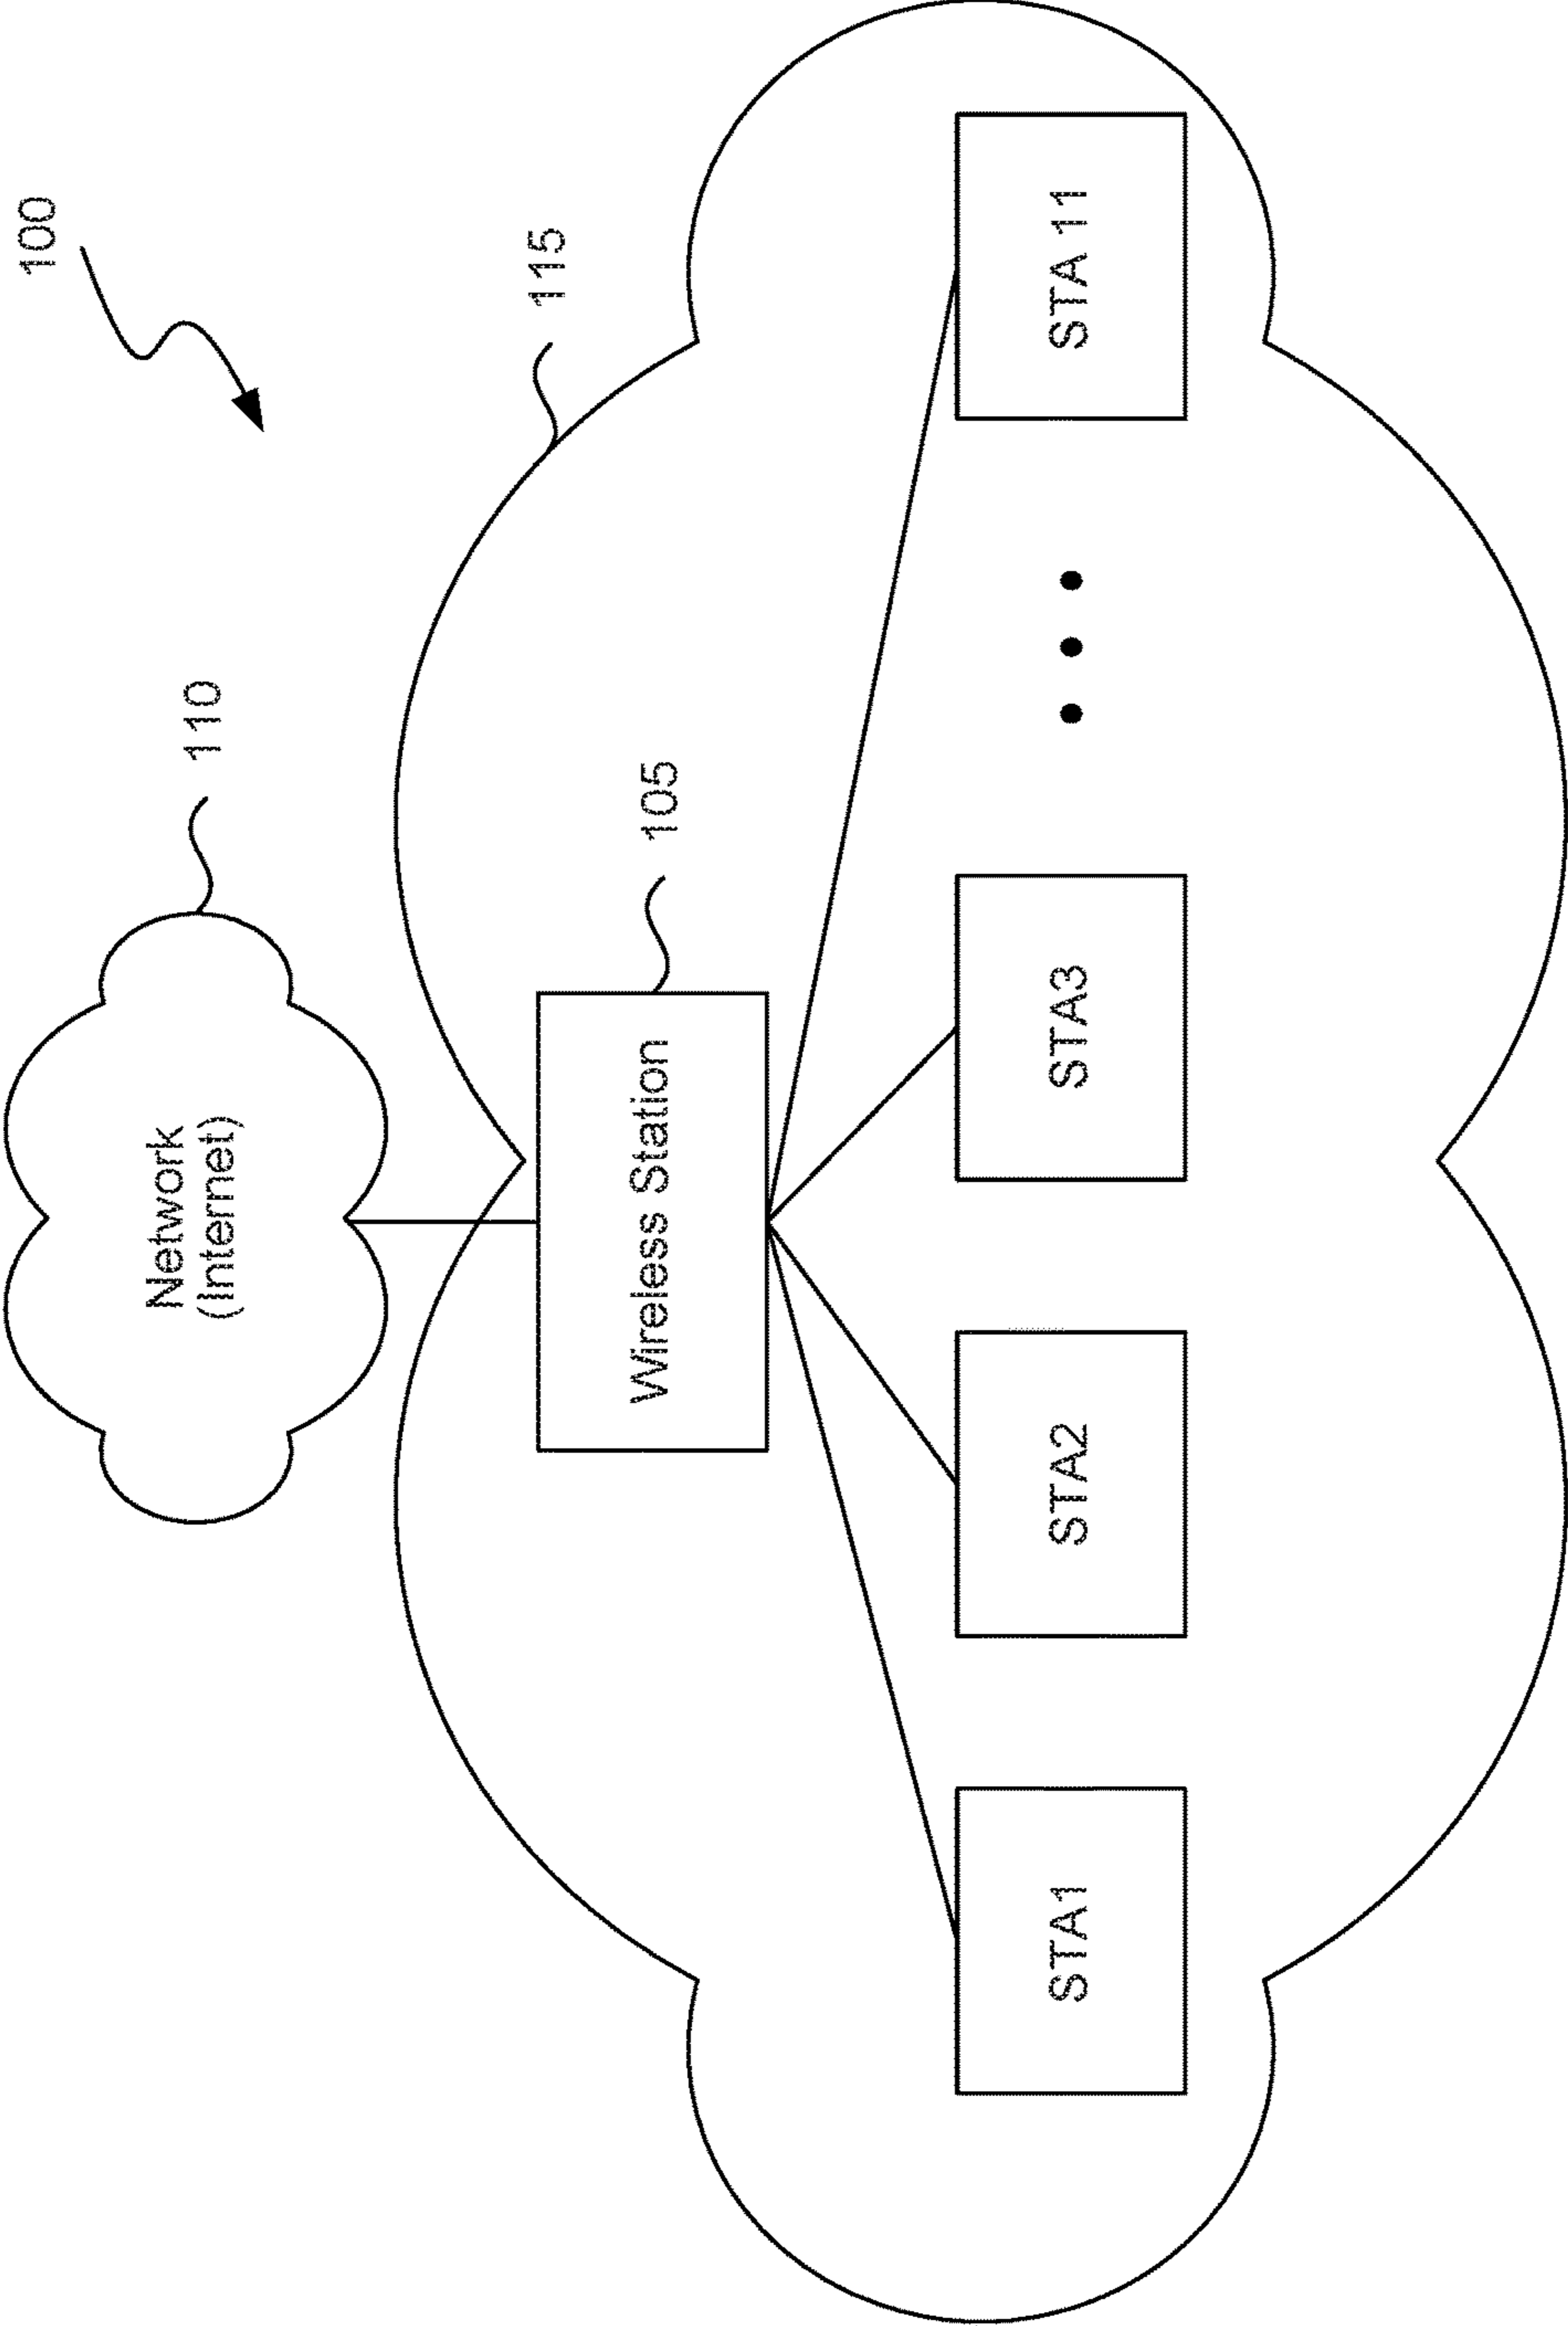 100
Network
(Internet)
110
115
Wireless Station
105
STA1
STA2
STA3
STA 11